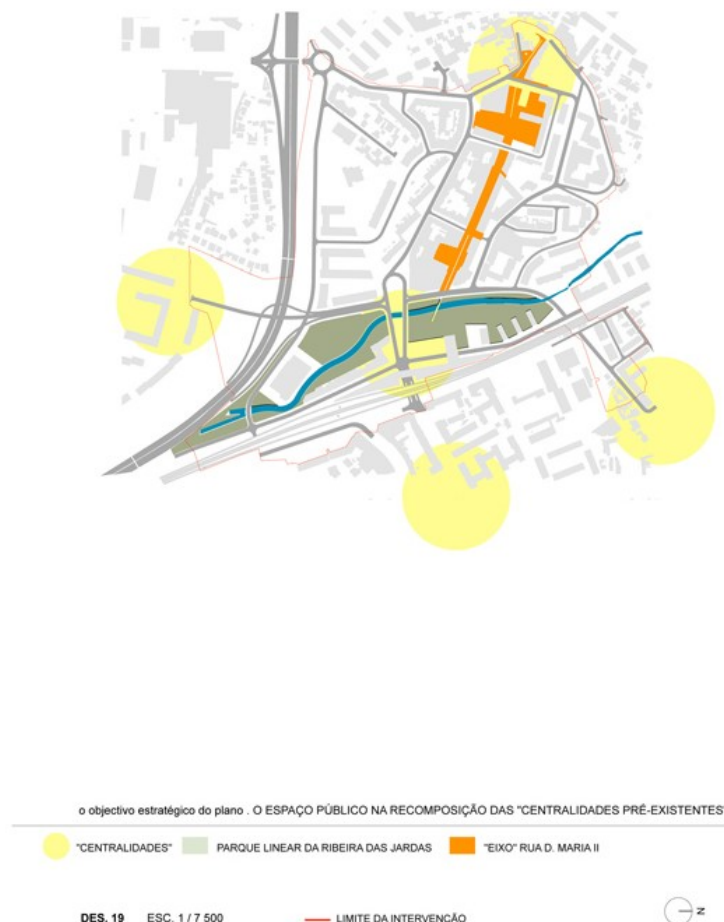 o objectivo estratégico do plano . O ESPAÇO PÚBLICO NA RECOMPOSIÇÃO DAS "CENTRALIDADES PRÉ-EXISTENTES"
"CENTRALIDADES" PARQUE LINEAR DA RIBEIRA DAS JARDAS "EIXO" RUA D. MARIA II
DES. 19 ESC. 1 / 7 500 LIMITE DA INTERVENÇÃO
N